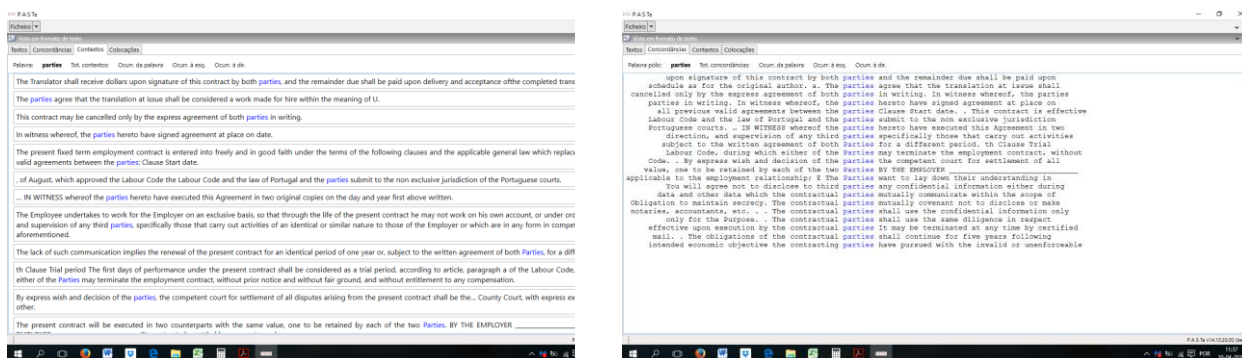 P A S Te
Ficheiro
Vista em formato de texto
Textos Concordâncias Contextos Colocações
Palavra: parties Tot. contextos: Ocurr. da palavra Ocurr. à esq. Ocurr. à dir.
The Translator shall receive dollars upon signature of this contract by both parties, and the remainder due shall be paid upon delivery and acceptance ofthe completed trans
The parties agree that the translation at issue shall be considered a work made for hire within the meaning of U.
This contract may be cancelled only by the express agreement of both parties in writing.
In witness whereof, the parties hereto have signed agreement at place on date.
The present fixed term employment contract is entered into freely and in good faith under the terms of the following clauses and the applicable general law which replac
valid agreements between the parties: Clause Start date.
, of August, which approved the Labour Code the Labour Code and the law of Portugal and the parties submit to the non exclusive jurisdiction of the Portuguese courts.
... IN WITNESS whereof the parties hereto have executed this Agreement in two original copies on the day and year first above written.
The Employee undertakes to work for the Employer on an exclusive basis, so that through the life of the present contract he may not work on his own account, or under ord
and supervision of any third parties, specifically those that carry out activities of an identical or similar nature to those of the Employer or which are in any form in compet
aforementioned.
The lack of such communication implies the renewal of the present contract for an identical period of one year or, subject to the written agreement of both Parties, for a diff
th Clause Trial period The first days of performance under the present contract shall be considered as a trial period, according to article, paragraph a of the Labour Code,
either of the Parties may terminate the employment contract, without prior notice and without fair ground, and without entitlement to any compensation.
By express wish and decision of the parties, the competent court for settlement of all disputes arising from the present contract shall be the... County Court, with express ex
other.
The present contract will be executed in two counterparts with the same value, one to be retained by each of the two Parties. BY THE EMPLOYER
P A S Te
Ficheiro
Vista em formato de texto
Textos Concordâncias Contextos Colocações
Palavra pólo: parties Tot. concordâncias: Ocurr. da palavra Ocurr. à esq. Ocurr. à dir.
upon signature of this contract by both parties and the remainder due shall be paid upon
schedule as for the original author. a. The parties agree that the translation at issue shall
cancelled only by the express agreement of both parties in writing. In witness whereof, the parties
parties in writing. In witness whereof, the parties hereto have signed agreement at place on
all previous valid agreements between the parties Clause Start date. . This contract is effective
Labour Code and the law of Portugal and the parties submit to the non exclusive jurisdiction
Portuguese courts. … IN WITNESS whereof the parties hereto have executed this Agreement in two
direction, and supervision of any third parties specifically those that carry out activities
subject to the written agreement of both Parties for a different period. th Clause Trial
Labour Code, during which either of the Parties may terminate the employment contract, without
Code. . By express wish and decision of the parties the competent court for settlement of all
value, one to be retained by each of the two Parties BY THE EMPLOYER
applicable to the employment relationship; E The Parties want to lay down their understanding in
You will agree not to disclose to third parties any confidential information either during
data and other data which the contractual parties mutually communicate within the scope of
Obligation to maintain secrecy. The contractual parties mutually covenant not to disclose or make
notaries, accountants, etc. . . The contractual parties shall use the confidential information only
only for the Purpose. . The contractual parties shall use the same diligence in respect
effective upon execution by the contractual parties It may be terminated at any time by certified
mail. . The obligations of the contractual parties shall continue for five years following
intended economic objective the contracting parties have pursued with the invalid or unenforceable
POR
11:37